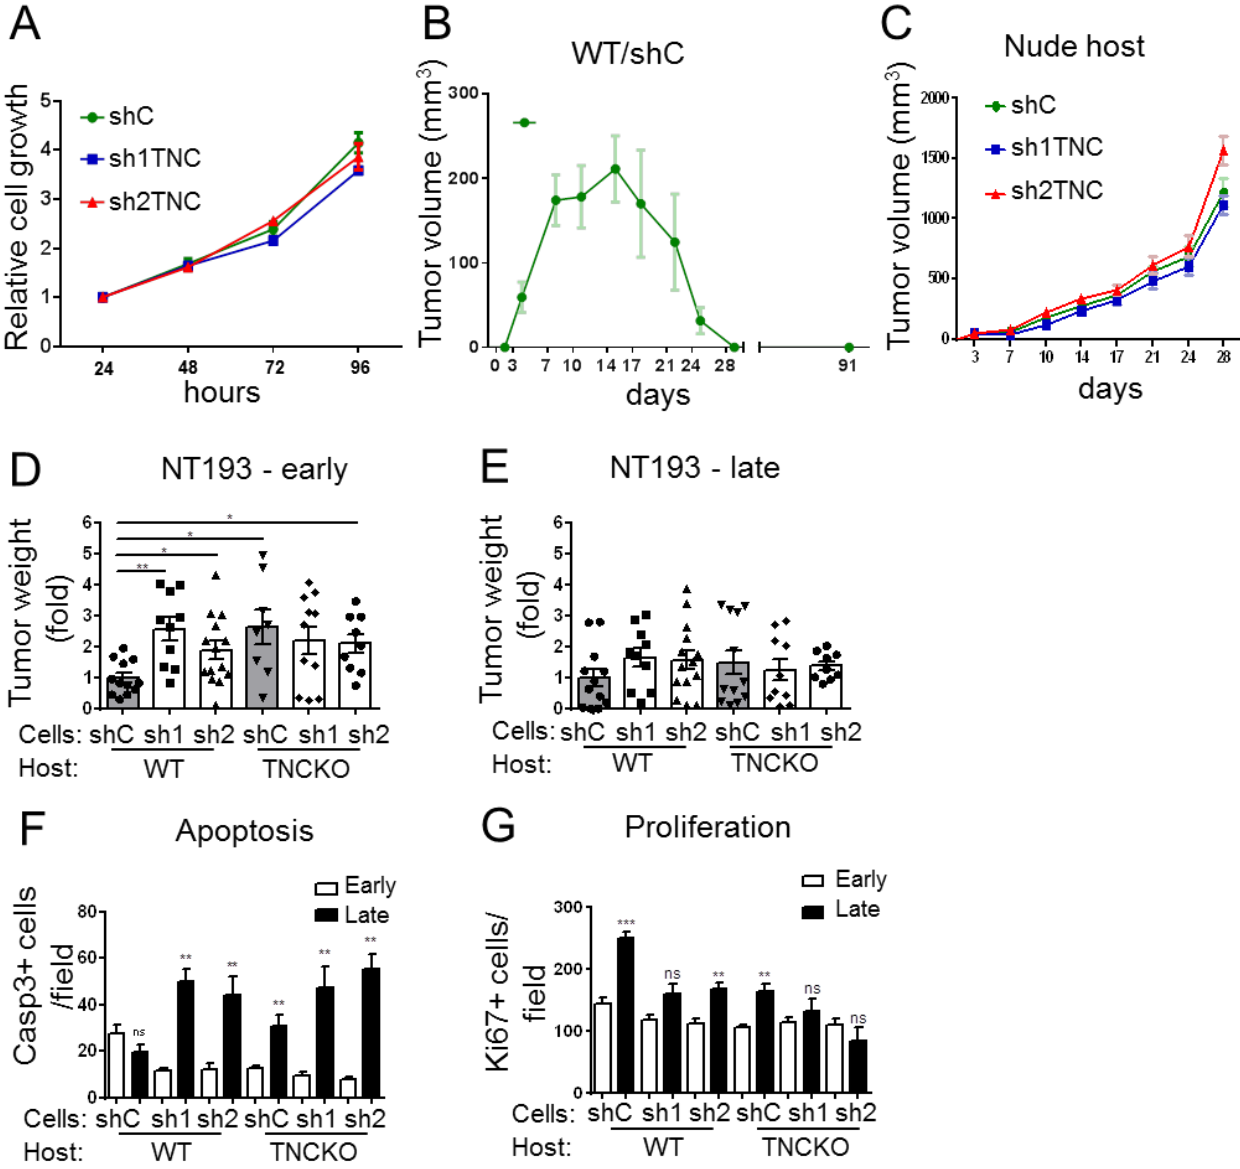 A
Relative cell growth
5
4
3
2
1
0
shC
sh1TNC
sh2TNC
24 48 72 96
hours
B
WT/shC
Tumor volume (mm3)
300
200
100
0
0 3 7 10 14 17 21 24 28 91
days
C
Nude host
Tumor volume (mm3)
2000
1500
1000
500
0
shC
sh1TNC
sh2TNC
3 7 10 14 17 21 24 28
days
D
NT193 - early
Tumor weight
(fold)
6
5
4
3
2
1
0
*
*
*
**
Cells: shC sh1 sh2 shC sh1 sh2
Host: WT TNCKO
E
NT193 - late
Tumor weight
(fold)
6
5
4
3
2
1
0
Cells: shC sh1 sh2 shC sh1 sh2
Host: WT TNCKO
F
Apoptosis
Casp3+ cells
/field
Early
Late
80
60
40
20
0
ns ** ** ** ** **
Cells: shC sh1 sh2 shC sh1 sh2
Host: WT TNCKO
G
Proliferation
Ki67+ cells/
field
Early
Late
300
200
100
0
*** ns ** ** ns ns
Cells: shC sh1 sh2 shC sh1 sh2
Host: WT TNCKO